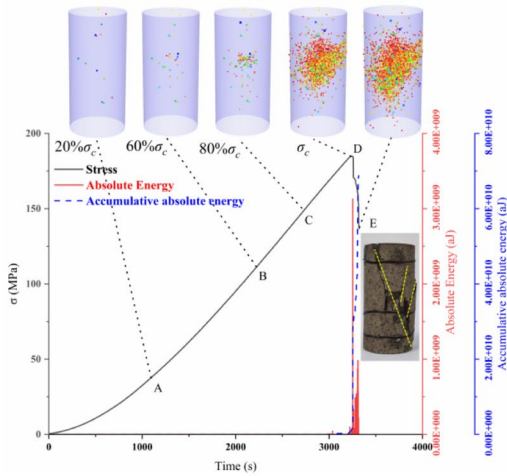 20%σc
60%σc
80%σc
σc
D
Stress
Absolute Energy
Accumulative absolute energy
C
E
B
A
200
150
100
50
0
σ (MPa)
0
1000
2000
3000
4000
Time (s)
4.00E+009
3.00E+009
2.00E+009
1.00E+009
0.00E+000
Absolute Energy (aJ)
8.00E+010
6.00E+010
4.00E+010
2.00E+010
0.00E+000
Accumulative absolute energy (aJ)